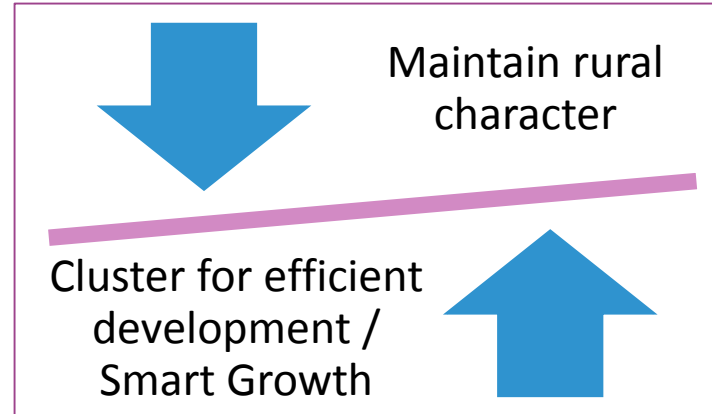 Maintain rural
character
Cluster for efficient
development /
Smart Growth